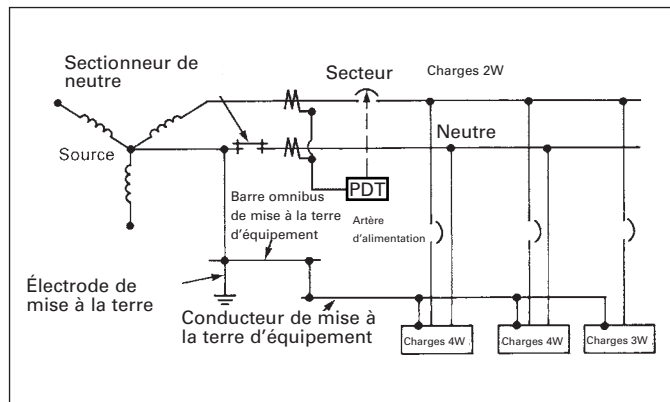 Sectionneur de
neutre
Secteur
Charges 2W
Source
Neutre
PDT
Barre omnibus
de mise à la terre
d'équipement
Artère
d'alimentation
Électrode de
mise à la terre
Conducteur de mise à
la terre d'équipement
Charges 4W
Charges 4W
Charges 3W